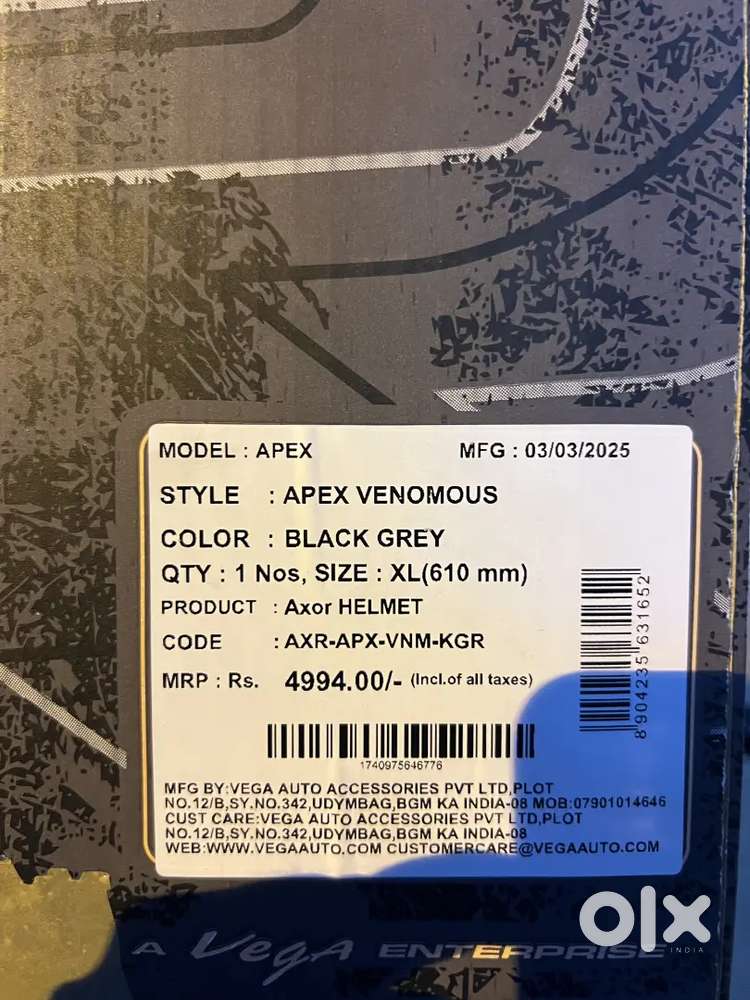 MODEL : APEX MFG : 03/03/2025
STYLE : APEX VENOMOUS
COLOR : BLACK GREY
QTY : 1 Nos, SIZE : XL(610 mm)
PRODUCT : Axor HELMET
CODE : AXR-APX-VNM-KGR
MRP : Rs. 4994.00/- (Incl.of all taxes)
8904235631652
1740975646776
MFG BY:VEGA AUTO ACCESSORIES PVT LTD,PLOT
NO.12/B,SY.NO.342,UDYMBAG,BGM KA INDIA-08 MOB:07901014646
CUST CARE:VEGA AUTO ACCESSORIES PVT LTD,PLOT
NO.12/B,SY.NO.342,UDYMBAG,BGM KA INDIA-08
WEB:WWW.VEGAAUTO.COM CUSTOMERCARE@VEGAAUTO.COM
A VegA ENTERPRISE
olx
INDIA